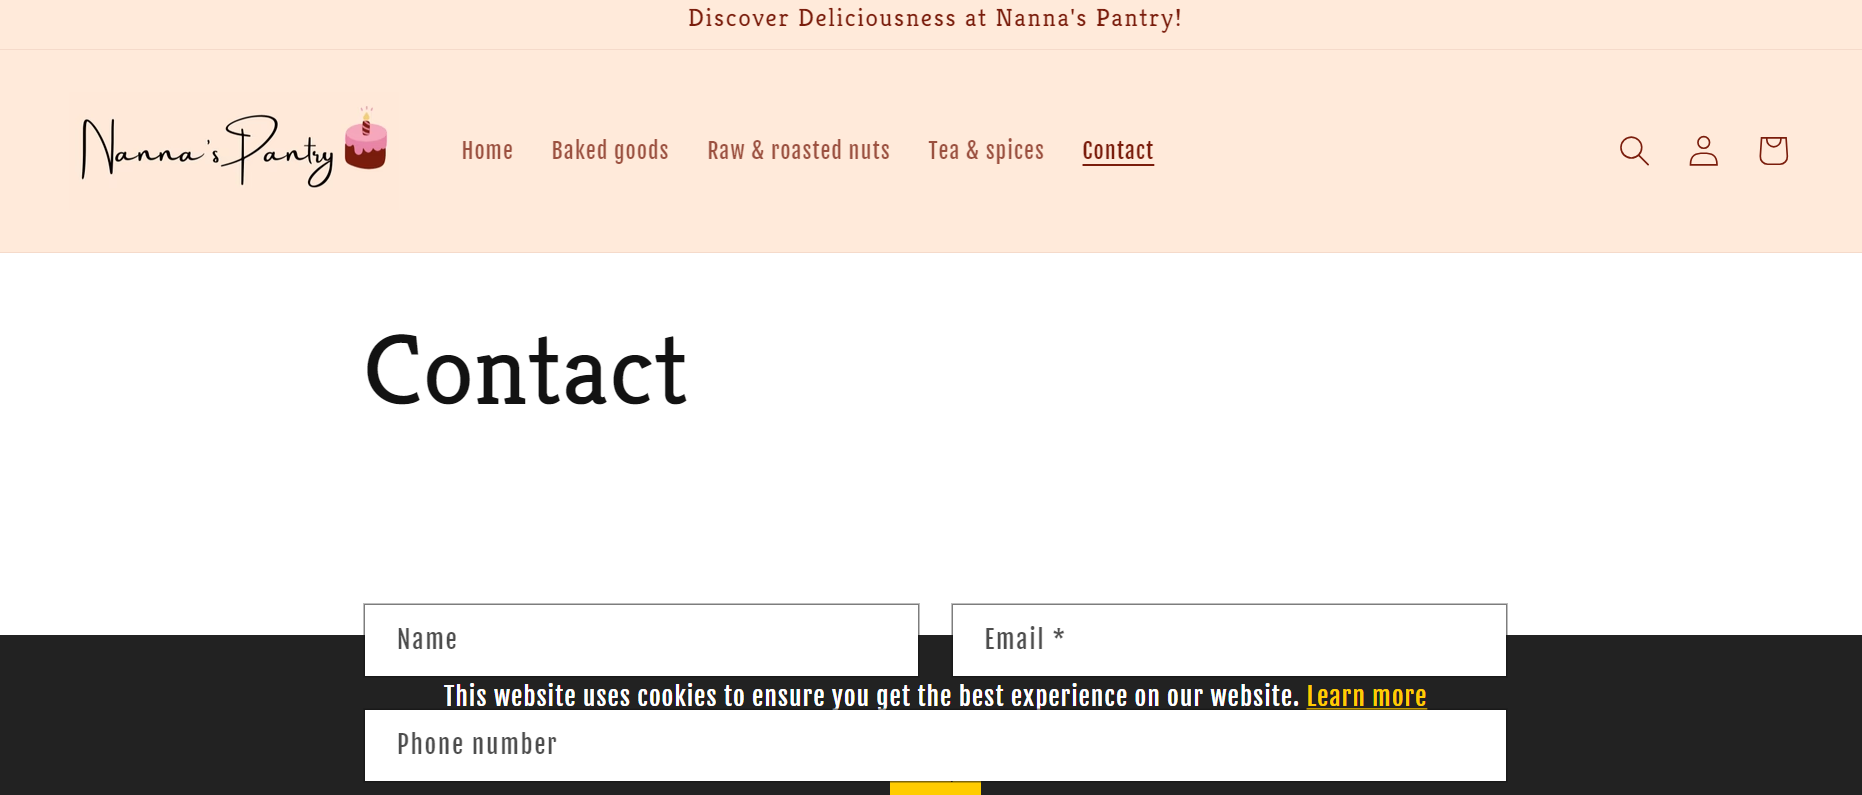 Discover Deliciousness at Nanna's Pantry!
Nanna's Pantry
Home Baked goods Raw & roasted nuts Tea & spices Contact
Contact
Name Email *
This website uses cookies to ensure you get the best experience on our website. Learn more
Phone number